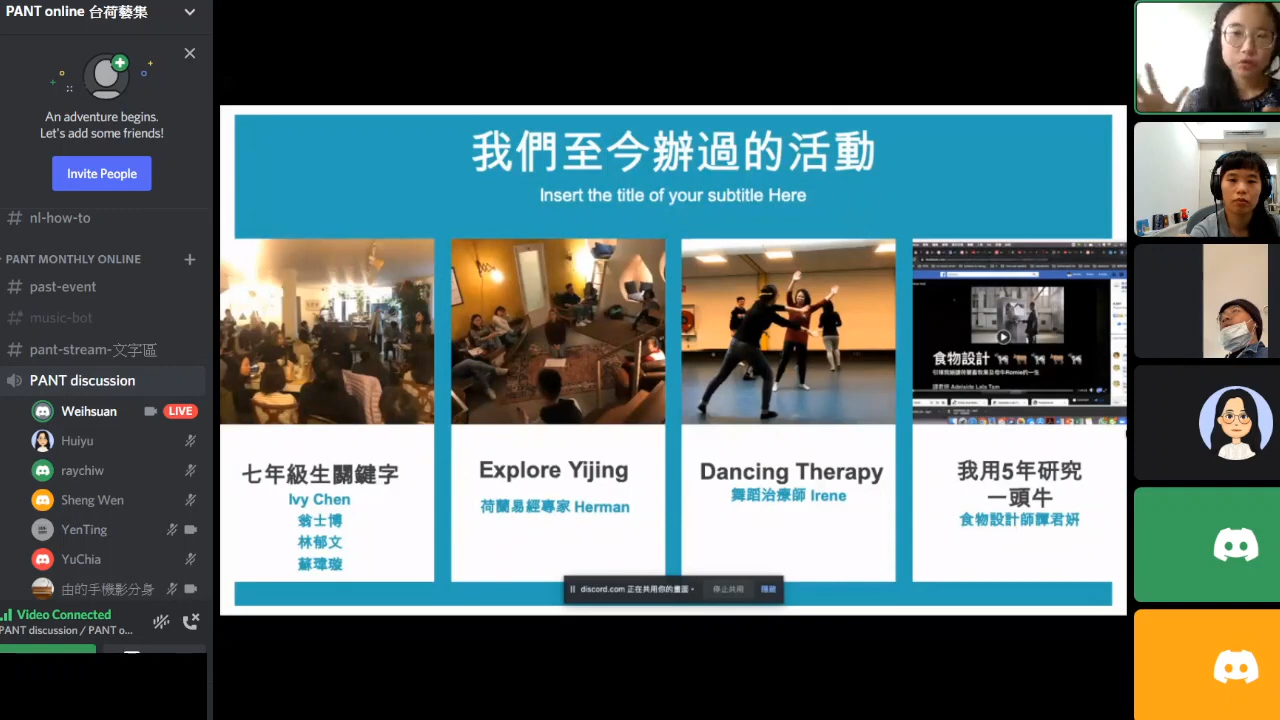 PANT online 台荷藝集
An adventure begins.
Let's add some friends!
Invite People
# nl-how-to
PANT MONTHLY ONLINE
# past-event
music-bot
# pant-stream-文字區
PANT discussion
Weihsuan
LIVE
Huiyu
raychiw
Sheng Wen
YenTing
YuChia
由的手機影分身
Video Connected
PANT discussion / PANT o...
我們至今辦過的活動
Insert the title of your subtitle Here
七年級生關鍵字
Ivy Chen
翁士博
林郁文
蘇瑋璇
Explore Yijing
荷蘭易經專家 Herman
Dancing Therapy
舞蹈治療師 Irene
食物設計
我用5年研究
一頭牛
食物設計師譚君妍
discord.com 正在共用你的畫面。
停止共用
隱藏